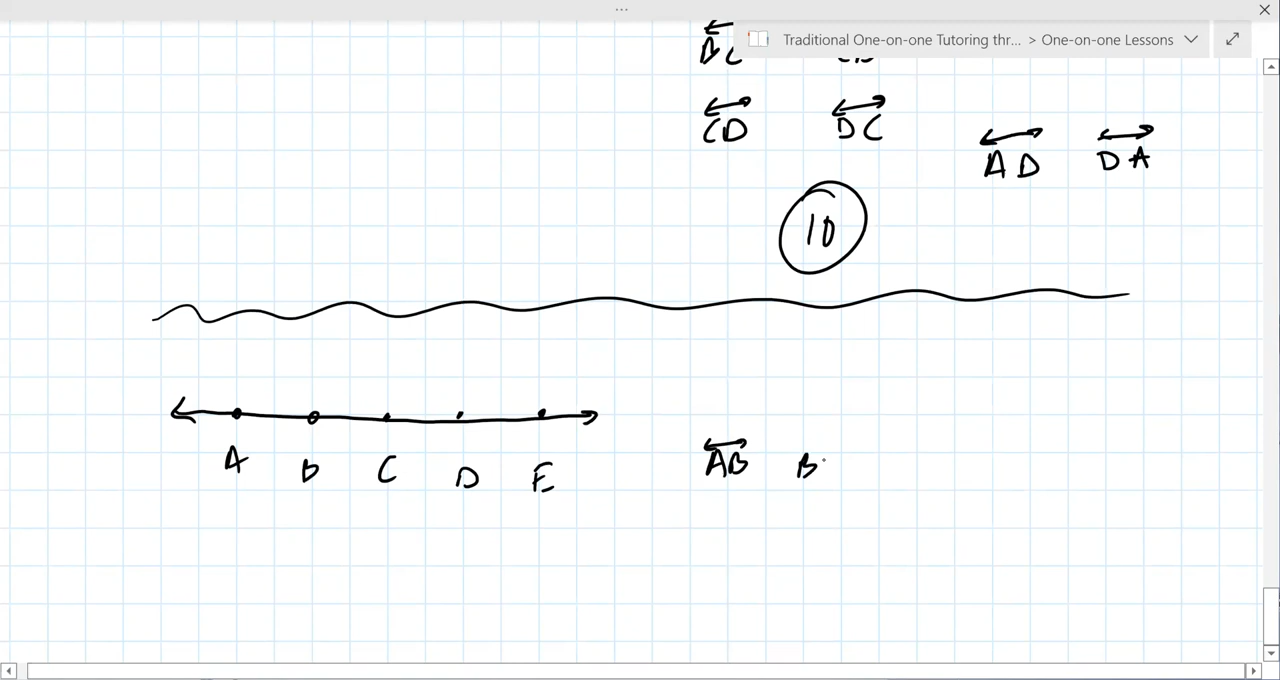 Traditional One-on-one Tutoring thr... > One-on-one Lessons
CD DC
AD DA
10
A B C D E
AB B